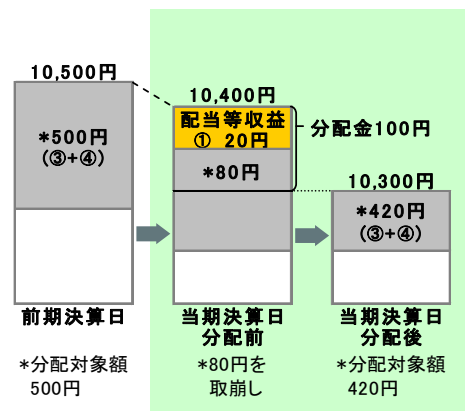 10,500円
*500円
(③+④)
前期決算日
*分配対象額
500円
10,400円
配当等収益
① 20円
*80円
分配金100円
当期決算日
分配前
*80円を
取崩し
10,300円
*420円
(③+④)
当期決算日
分配後
*分配対象額
420円